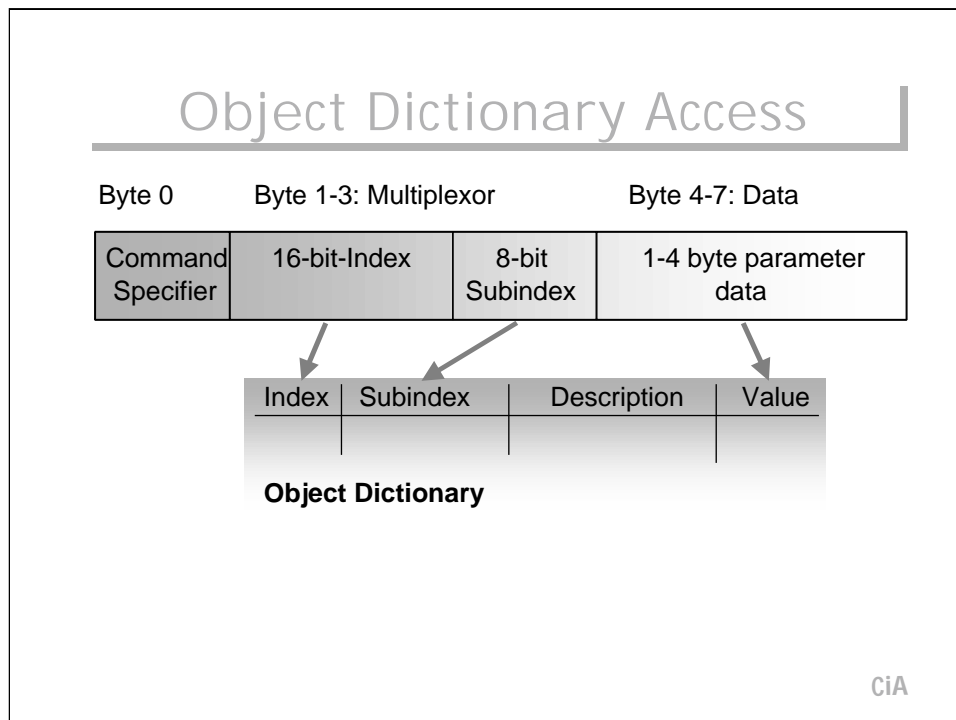 Object Dictionary Access
Byte 0 Byte 1-3: Multiplexor Byte 4-7: Data
Command Specifier
16-bit-Index
8-bit Subindex
1-4 byte parameter data
Index Subindex Description Value
Object Dictionary
CiA